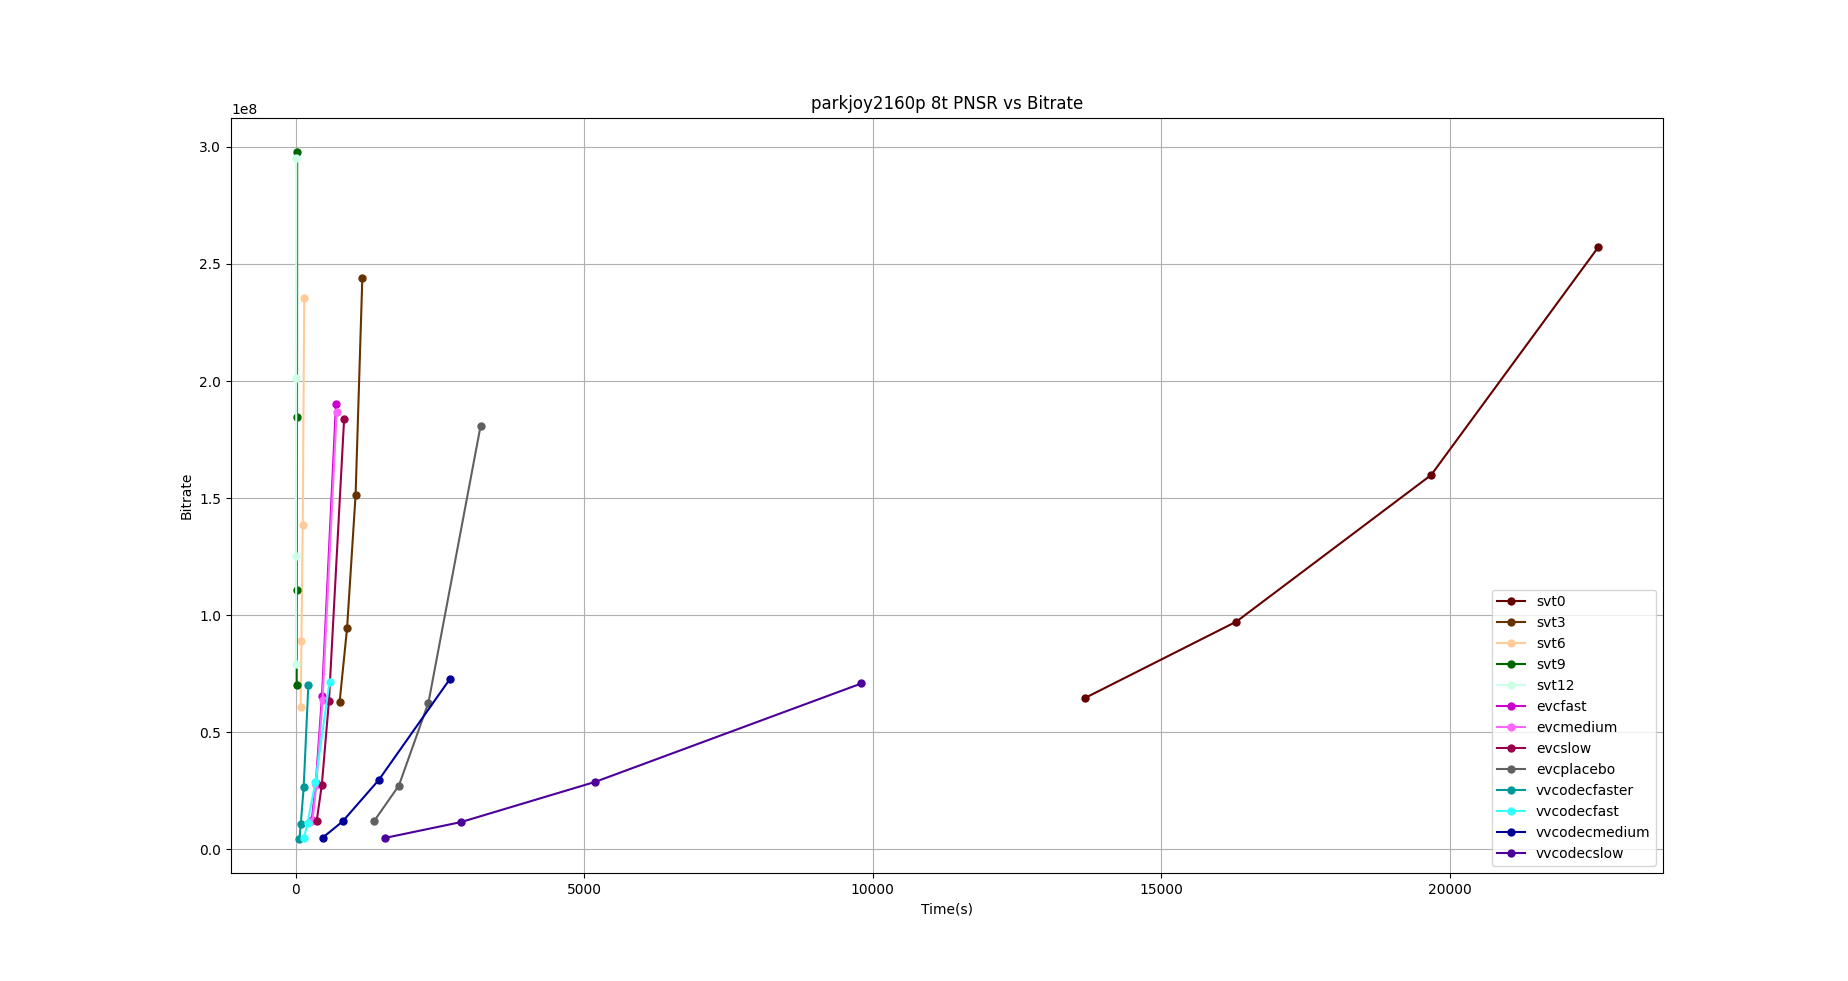 parkjoy2160p 8t PNSR vs Bitrate
1e8
3.0
2.5
2.0
1.5
1.0
0.5
0.0
Bitrate
0
5000
10000
15000
20000
Time(s)
svt0
svt3
svt6
svt9
svt12
evcfast
evcmedium
evcslow
evcplacebo
vvcodecfaster
vvcodecfast
vvcodecmedium
vvcodecslow